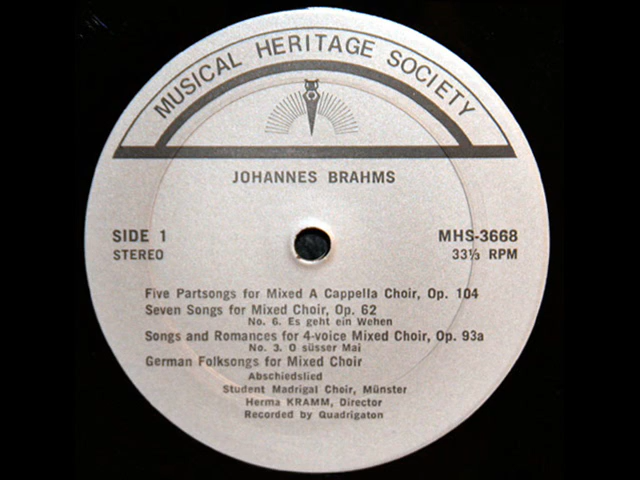 MUSICAL HERITAGE SOCIETY
JOHANNES BRAHMS
SIDE 1
STEREO
MHS-3668
33⅓ RPM
Five Partsongs for Mixed A Cappella Choir, Op. 104
Seven Songs for Mixed Choir, Op. 62
No. 6. Es geht ein Wehen
Songs and Romances for 4-voice Mixed Choir, Op. 93a
No. 3. O süsser Mai
German Folksongs for Mixed Choir
Abschiedslied
Student Madrigal Choir, Münster
Herma KRAMM, Director
Recorded by Quadrigaton